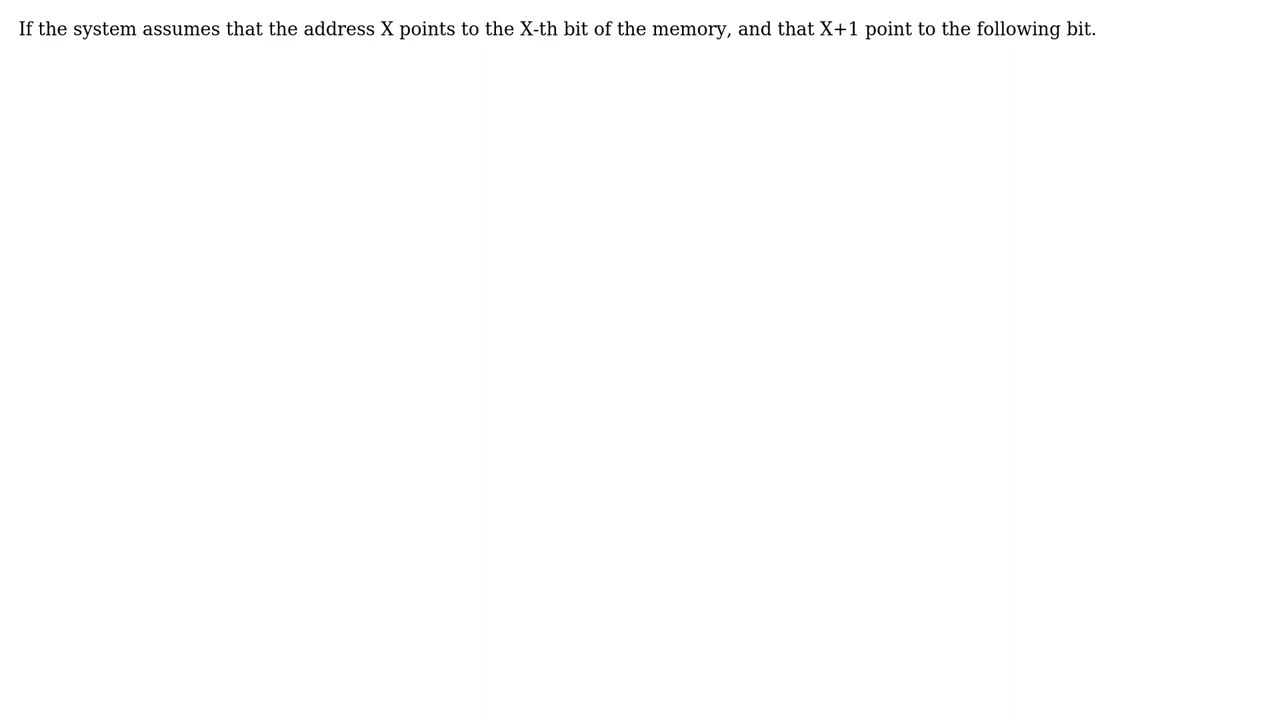 If the system assumes that the address X points to the X-th bit of the memory, and that X+1 point to the following bit.